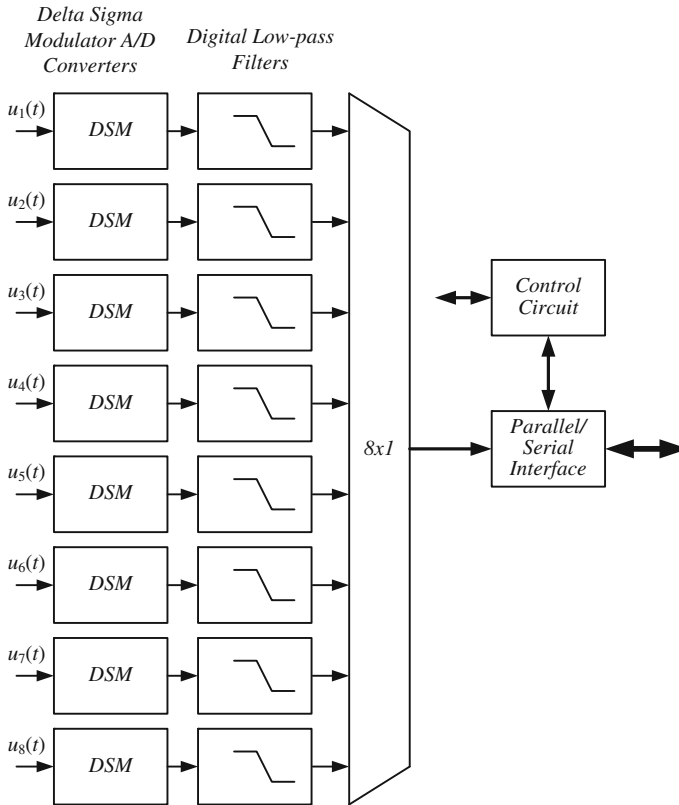 Delta Sigma
Modulator A/D
Converters
Digital Low-pass
Filters
u1(t)
DSM
u2(t)
DSM
u3(t)
DSM
u4(t)
DSM
u5(t)
DSM
u6(t)
DSM
u7(t)
DSM
u8(t)
DSM
8x1
Control
Circuit
Parallel/
Serial
Interface